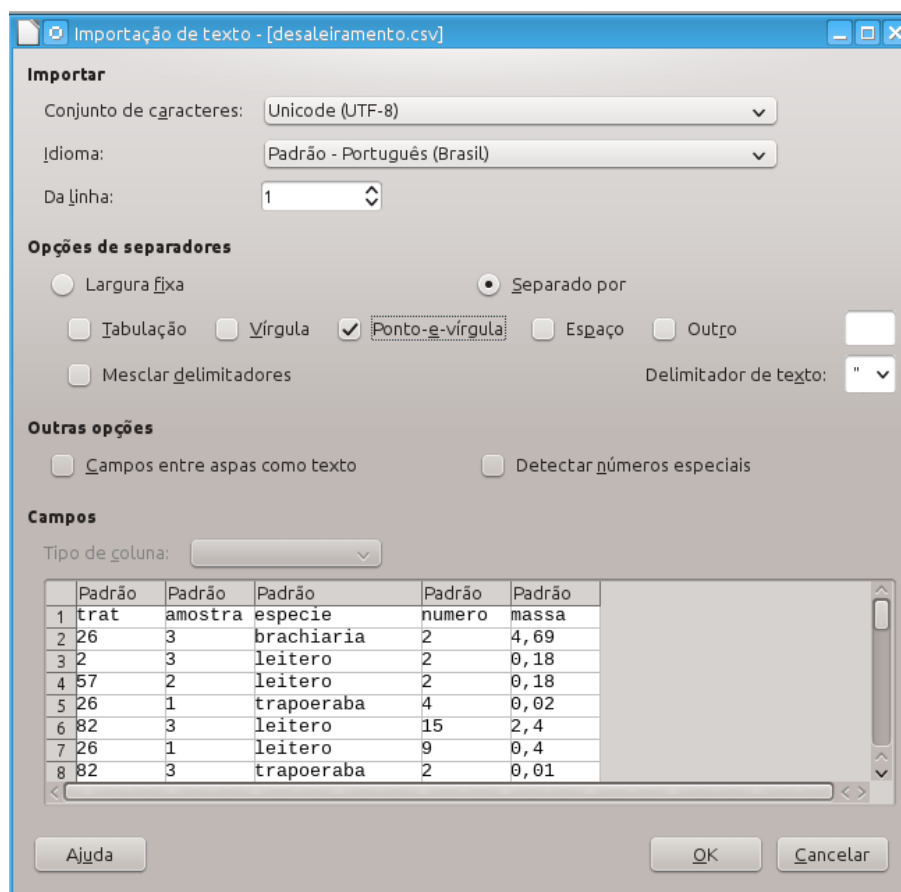 Importação de texto - [desaleiramento.csv]
Importar
Conjunto de caracteres: Unicode (UTF-8)
Idioma: Padrão - Português (Brasil)
Da linha: 1
Opções de separadores
Largura fixa Separado por
Tabulação Vírgula Ponto-e-vírgula Espaço Outro
Mesclar delimitadores Delimitador de texto: "
Outras opções
Campos entre aspas como texto Detectar números especiais
Campos
Tipo de coluna:
Padrão Padrão Padrão Padrão Padrão
1 trat amostra especie numero massa
2 26 3 brachiaria 2 4,69
3 2 3 leitero 2 0,18
4 57 2 leitero 2 0,18
5 26 1 trapoeraba 4 0,02
6 82 3 leitero 15 2,4
7 26 1 leitero 9 0,4
8 82 3 trapoeraba 2 0,01
Ajuda OK Cancelar